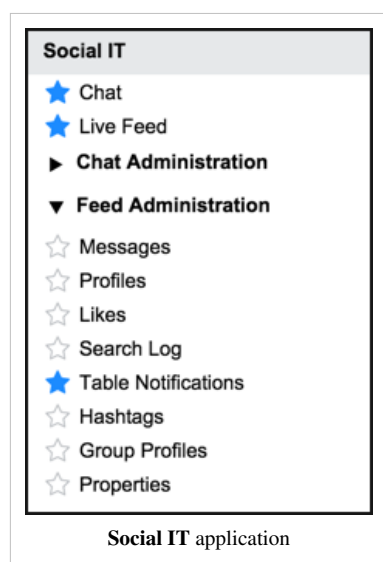 Social IT
Chat
Live Feed
Chat Administration
Feed Administration
Messages
Profiles
Likes
Search Log
Table Notifications
Hashtags
Group Profiles
Properties
Social IT application